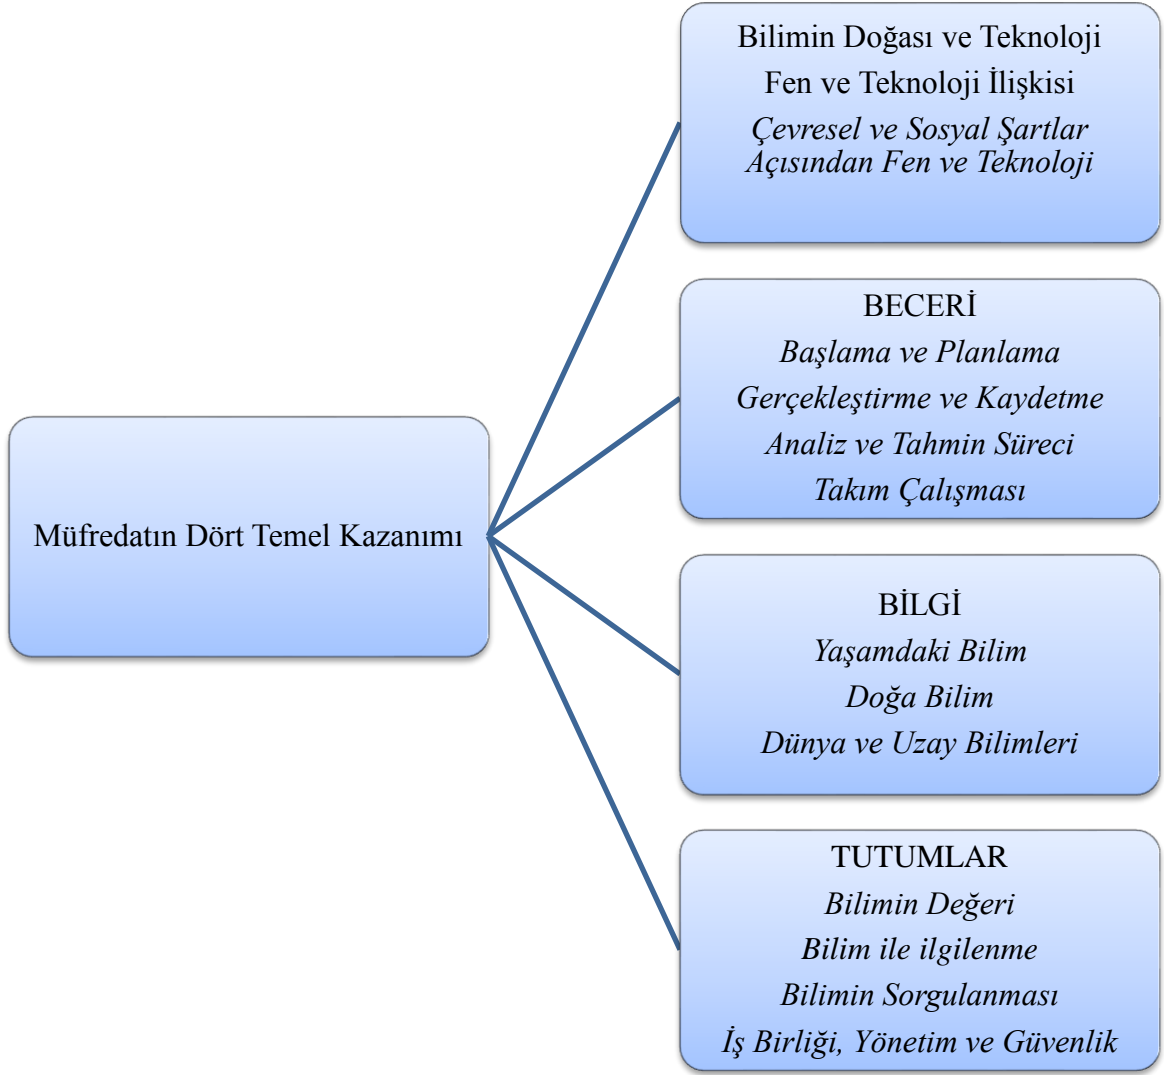 Müfredatın Dört Temel Kazanımı
Bilimin Doğası ve Teknoloji
Fen ve Teknoloji İlişkisi
Çevresel ve Sosyal Şartlar
Açısından Fen ve Teknoloji
BECERİ
Başlama ve Planlama
Gerçekleştirme ve Kaydetme
Analiz ve Tahmin Süreci
Takım Çalışması
BİLGİ
Yaşamdaki Bilim
Doğa Bilim
Dünya ve Uzay Bilimleri
TUTUMLAR
Bilimin Değeri
Bilim ile ilgilenme
Bilimin Sorgulanması
İş Birliği, Yönetim ve Güvenlik